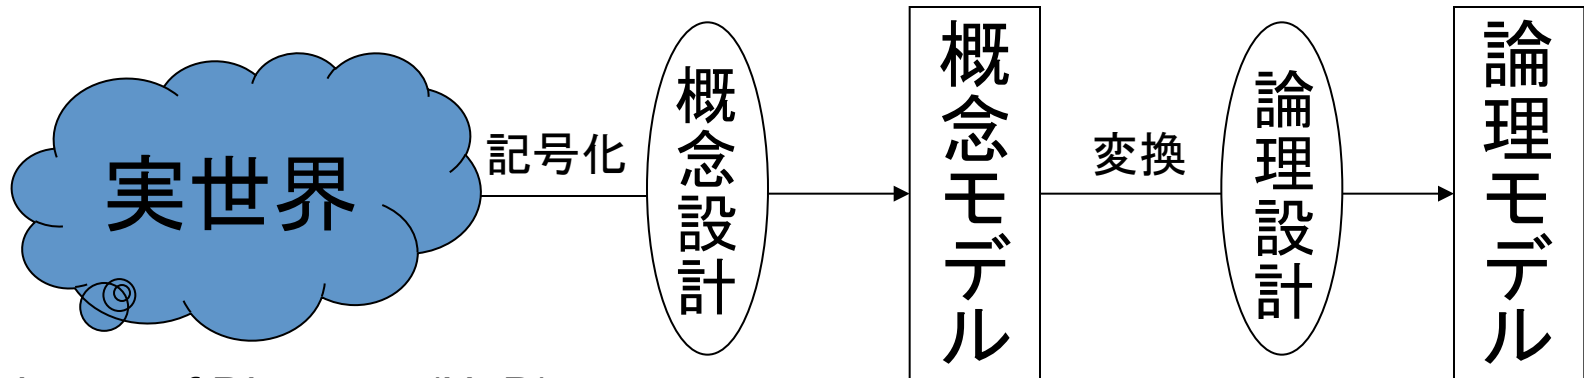 実世界
記号化
概念設計
概念モデル
変換
論理設計
論理モデル